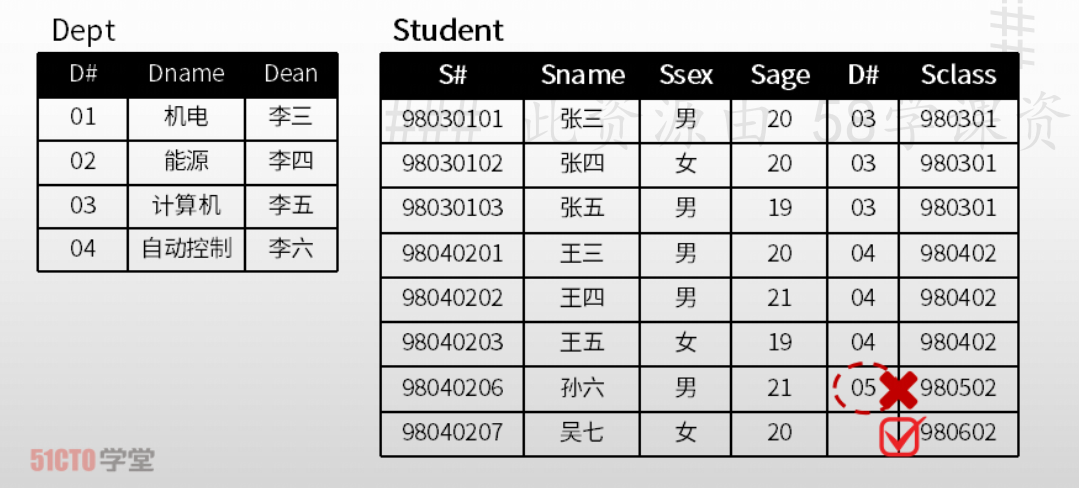 Dept
D# Dname Dean
01 机电 李三
02 能源 李四
03 计算机 李五
04 自动控制 李六
Student
S# Sname Ssex Sage D# Sclass
98030101 张三 男 20 03 980301
98030102 张四 女 20 03 980301
98030103 张五 男 19 03 980301
98040201 王三 男 20 04 980402
98040202 王四 男 21 04 980402
98040203 王五 女 19 04 980402
98040206 孙六 男 21 05 980502
98040207 吴七 女 20 980602
### 此资源由 58学课资
#
51CTO学堂